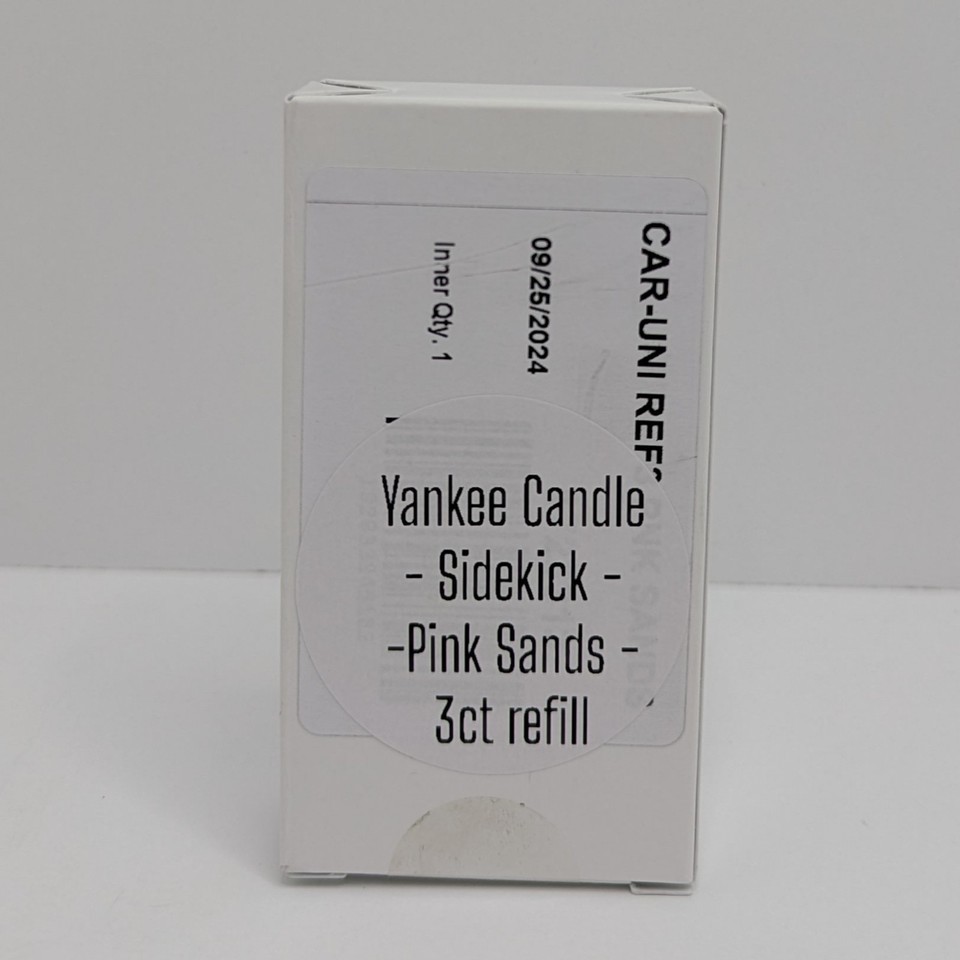 CAR-UNI REF
09/25/2024
Inner Qty. 1
Yankee Candle
- Sidekick -
-Pink Sands -
3ct refill